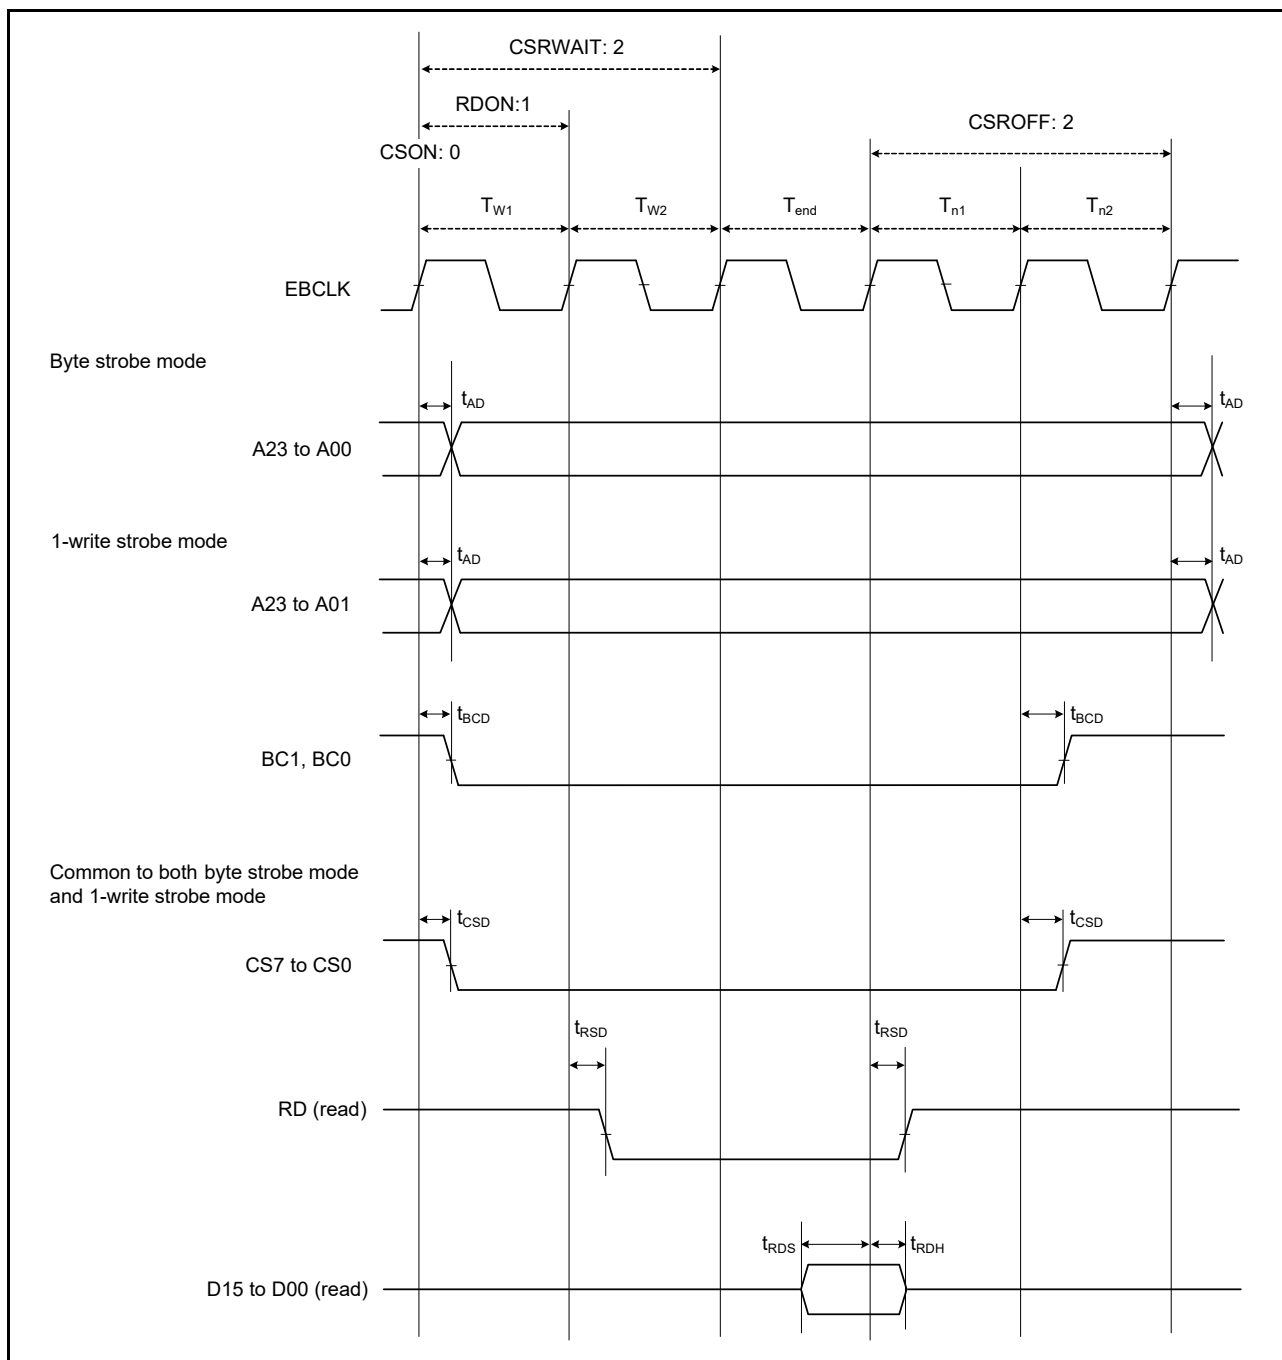 CSRWAIT: 2
RDON:1
CSROFF: 2
CSON: 0
TW1
TW2
Tend
Tn1
Tn2
EBCLK
Byte strobe mode
tAD
tAD
A23 to A00
1-write strobe mode
tAD
tAD
A23 to A01
tBCD
tBCD
BC1, BC0
Common to both byte strobe mode
and 1-write strobe mode
tCSD
tCSD
CS7 to CS0
tRSD
tRSD
RD (read)
tRDS
tRDH
D15 to D00 (read)